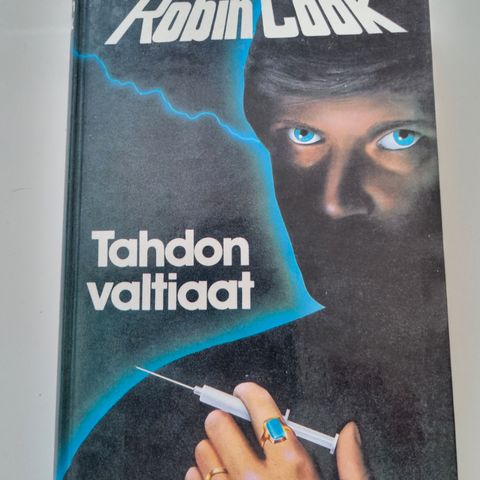 Robin Cook
Tahdon
valtiaat